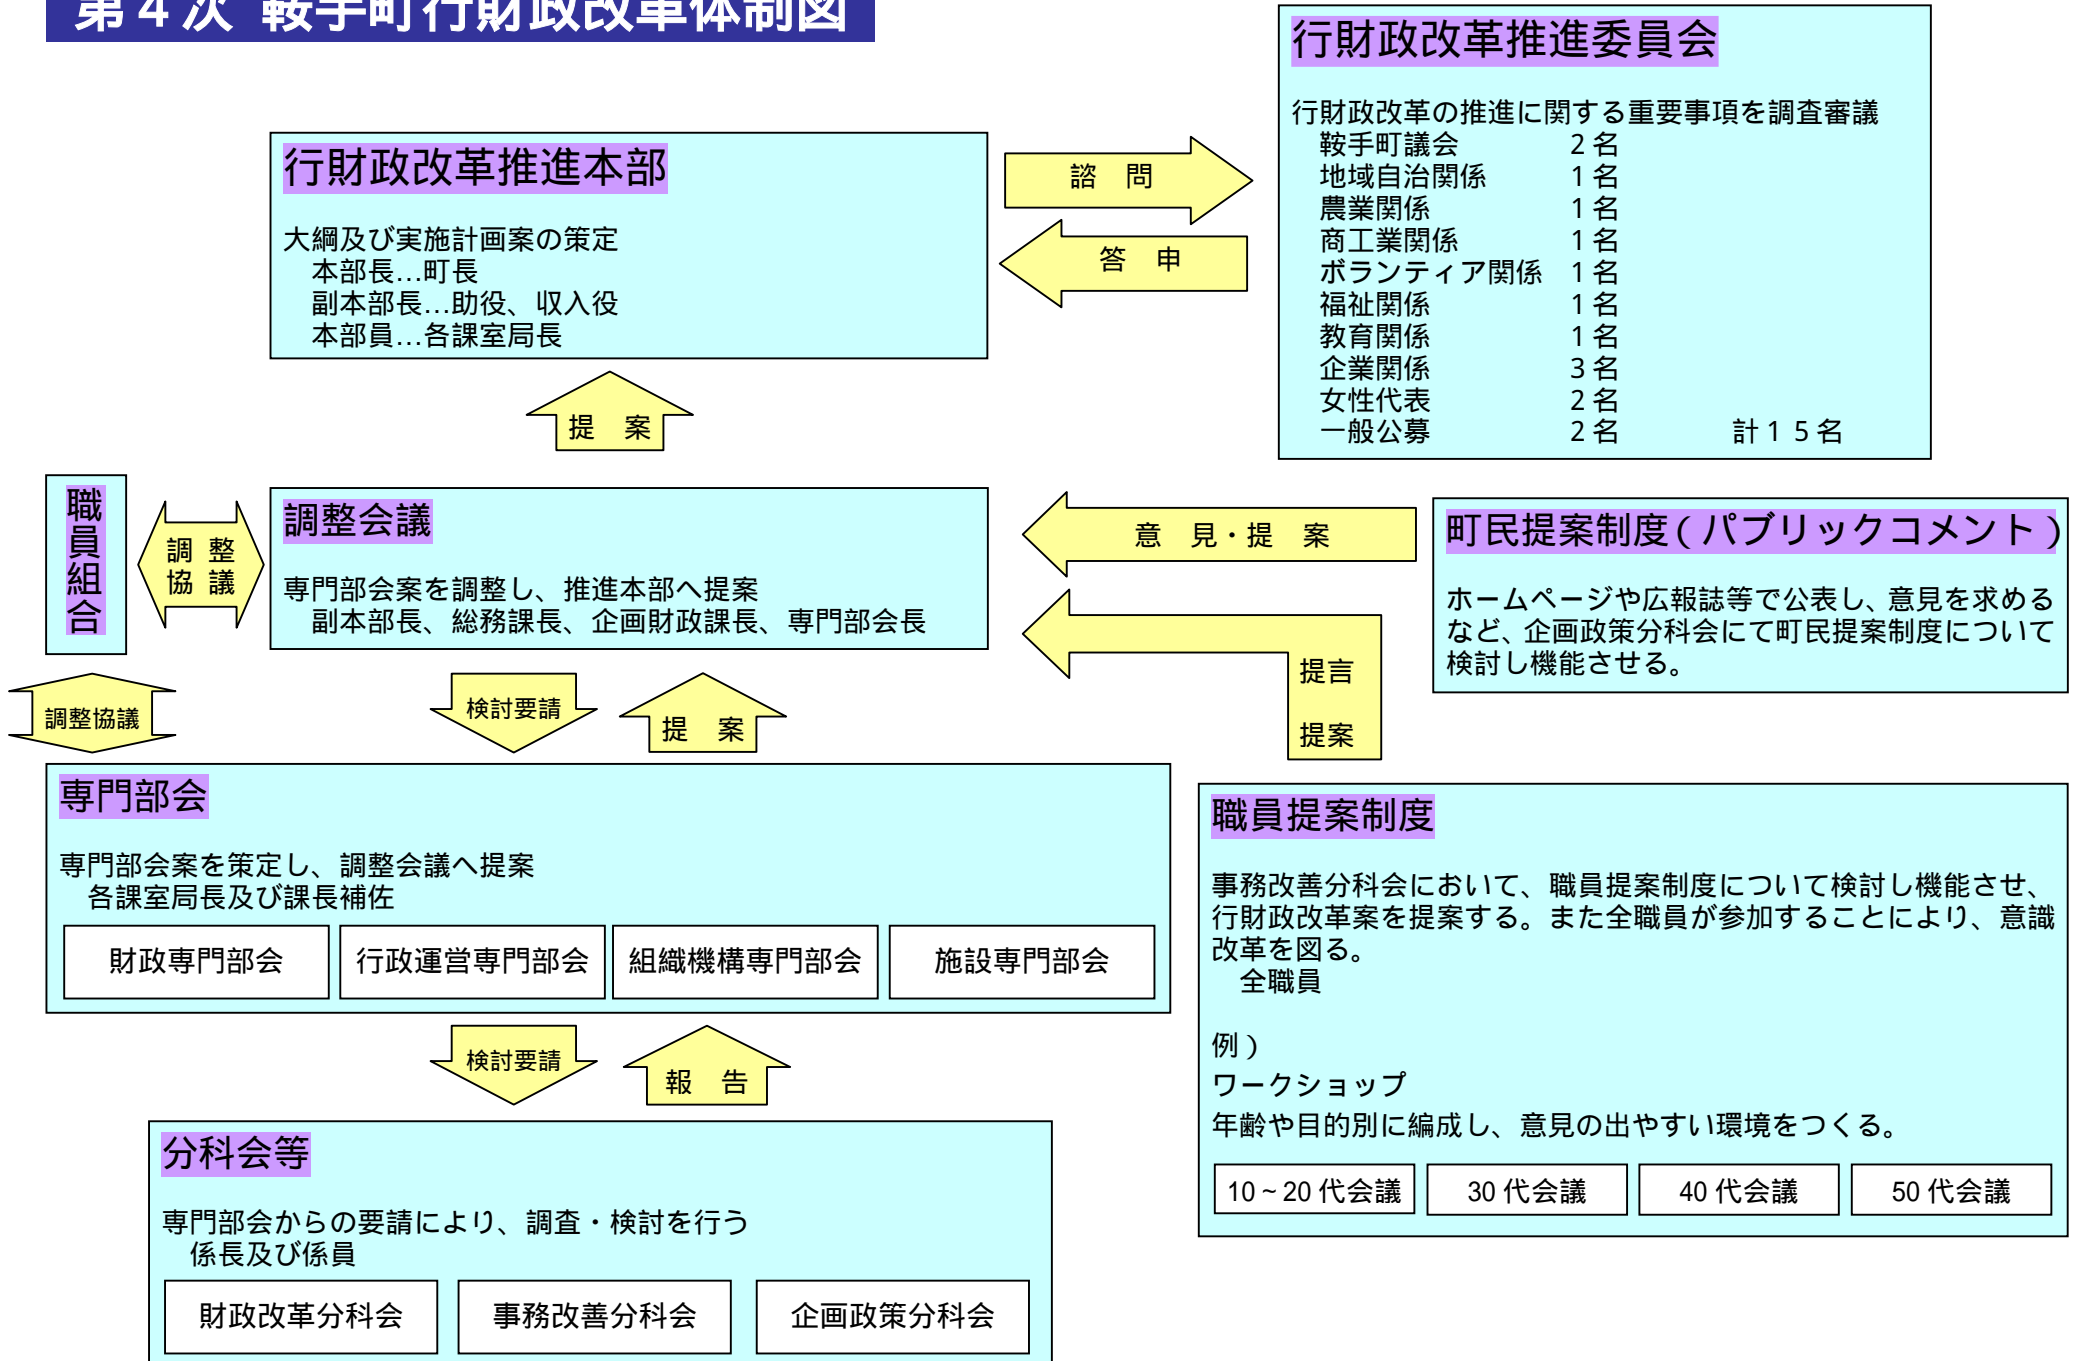 第４次 鞍手町行財政改革体制図
行財政改革推進委員会
行財政改革の推進に関する重要事項を調査審議
鞍手町議会 2名
地域自治関係 1名
農業関係 1名
商工業関係 1名
ボランティア関係 1名
福祉関係 1名
教育関係 1名
企業関係 3名
女性代表 2名
一般公募 2名 計１５名
行財政改革推進本部
大綱及び実施計画案の策定
本部長…町長
副本部長…助役、収入役
本部員…各課室局長
諮 問
答 申
提 案
職員組合
調 整
協 議
調整会議
専門部会案を調整し、推進本部へ提案
副本部長、総務課長、企画財政課長、専門部会長
意 見・提 案
町民提案制度（パブリックコメント）
ホームページや広報誌等で公表し、意見を求める
など、企画政策分科会にて町民提案制度について
検討し機能させる。
提言
提案
調整協議
検討要請
提 案
専門部会
専門部会案を策定し、調整会議へ提案
各課室局長及び課長補佐
財政専門部会
行政運営専門部会
組織機構専門部会
施設専門部会
職員提案制度
事務改善分科会において、職員提案制度について検討し機能させ、
行財政改革案を提案する。また全職員が参加することにより、意識
改革を図る。
全職員
例）
ワークショップ
年齢や目的別に編成し、意見の出やすい環境をつくる。
10～20代会議
30代会議
40代会議
50代会議
検討要請
報 告
分科会等
専門部会からの要請により、調査・検討を行う
係長及び係員
財政改革分科会
事務改善分科会
企画政策分科会